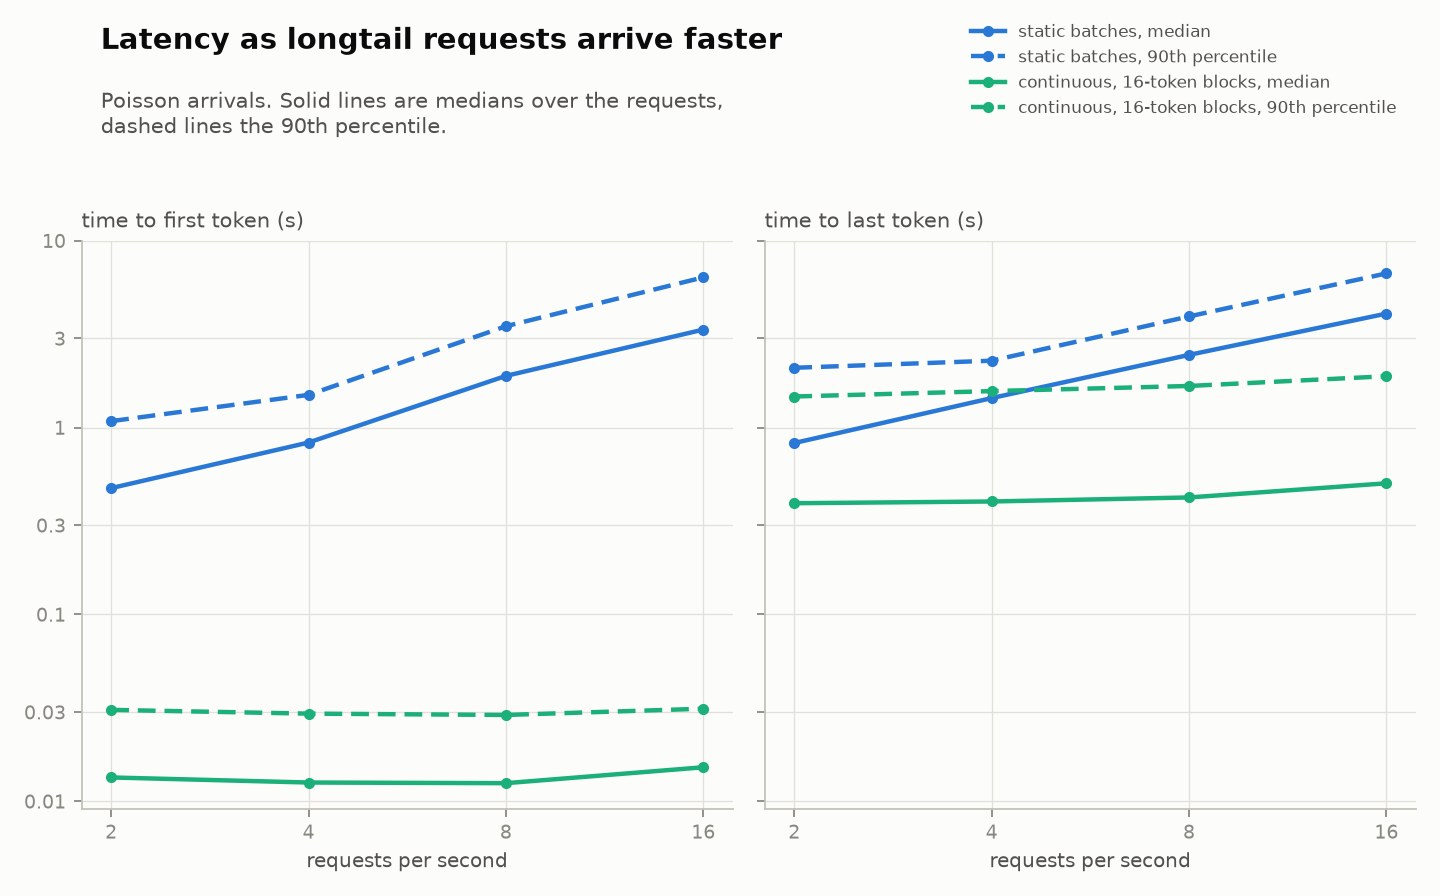 Latency as longtail requests arrive faster
Poisson arrivals. Solid lines are medians over the requests,
dashed lines the 90th percentile.
static batches, median
static batches, 90th percentile
continuous, 16-token blocks, median
continuous, 16-token blocks, 90th percentile
time to first token (s)
10
3
1
0.3
0.1
0.03
0.01
2 4 8 16
requests per second
time to last token (s)
2 4 8 16
requests per second